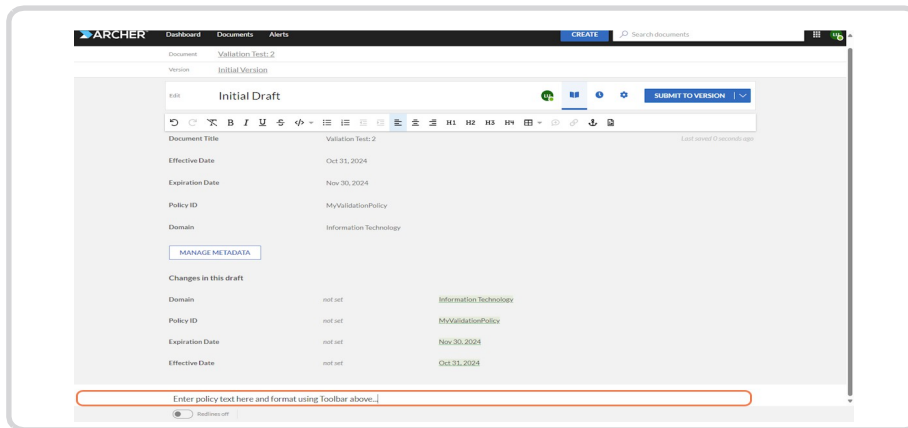 ARCHER Dashboard Documents Alerts CREATE Search documents
Document Valiation Test: 2
Version Initial Version
Edit Initial Draft SUBMIT TO VERSION
B I U S </> H1 H2 H3 H4
Document Title Valiation Test: 2 Last saved 0 seconds ago
Effective Date Oct 31, 2024
Expiration Date Nov 30, 2024
Policy ID MyValidationPolicy
Domain Information Technology
MANAGE METADATA
Changes in this draft
Domain not set Information Technology
Policy ID not set MyValidationPolicy
Expiration Date not set Nov 30, 2024
Effective Date not set Oct 31, 2024
Enter policy text here and format using Toolbar above...
Redlines off